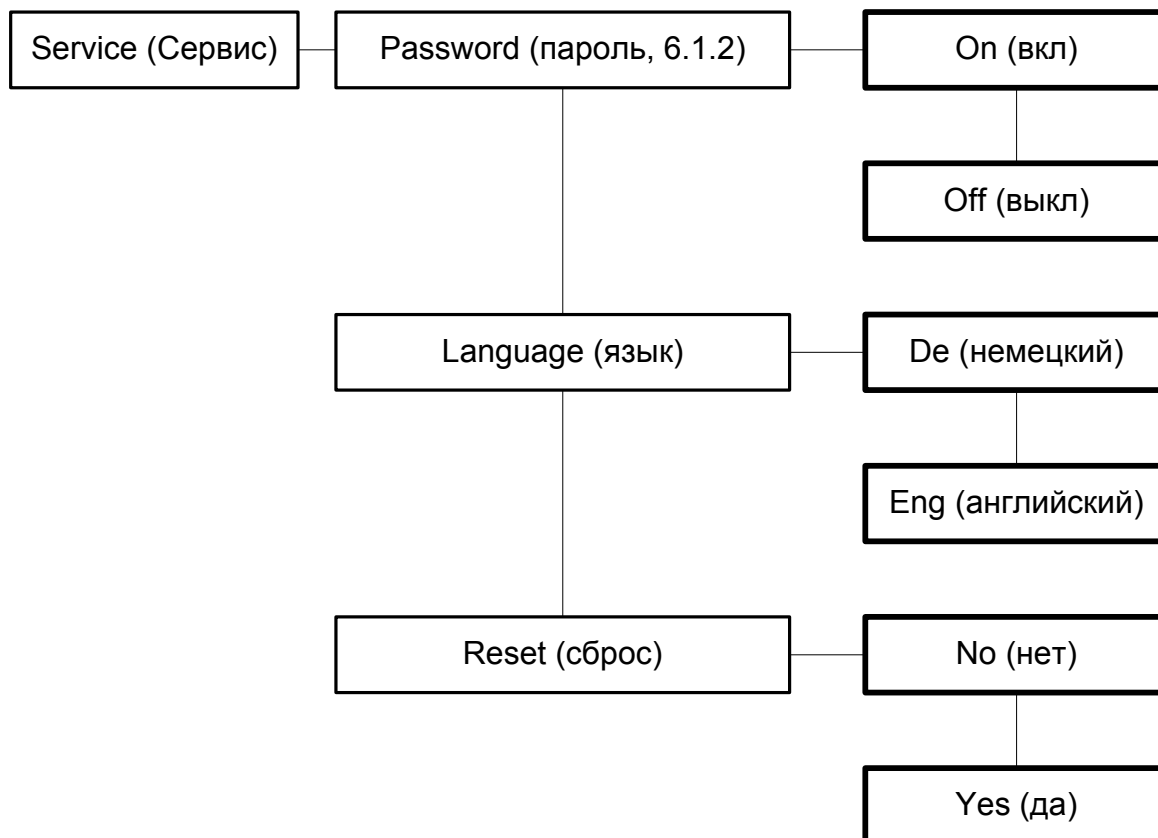 Service (Сервис)
Password (пароль, 6.1.2)
On (вкл)
Off (выкл)
Language (язык)
De (немецкий)
Eng (английский)
Reset (сброс)
No (нет)
Yes (да)